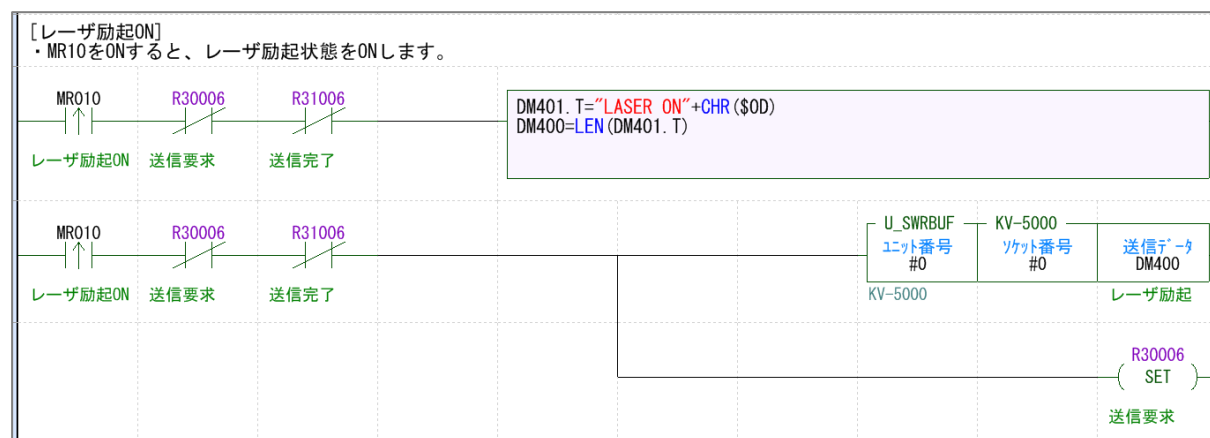 [レーザ励起ON]
・MR10をONすると、レーザ励起状態をONします。
MR010 R30006 R31006
DM401.T="LASER ON"+CHR($0D)
DM400=LEN(DM401.T)
レーザ励起ON 送信要求 送信完了
MR010 R30006 R31006
U_SWRBUF KV-5000
ユニット番号 ソケット番号 送信データ
#0 #0 DM400
レーザ励起ON 送信要求 送信完了
KV-5000 レーザ励起
R30006
SET
送信要求